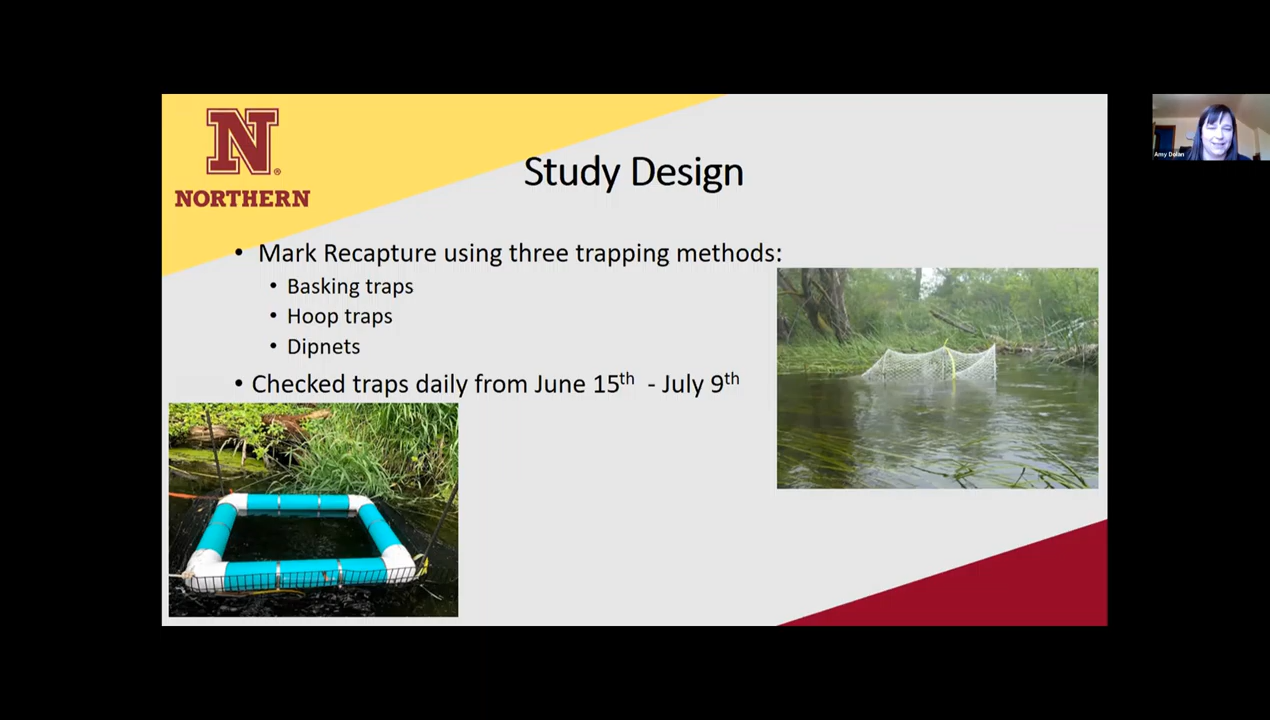 N
NORTHERN
Study Design
• Mark Recapture using three trapping methods:
• Basking traps
• Hoop traps
• Dipnets
• Checked traps daily from June 15th - July 9th
Amy Dolan